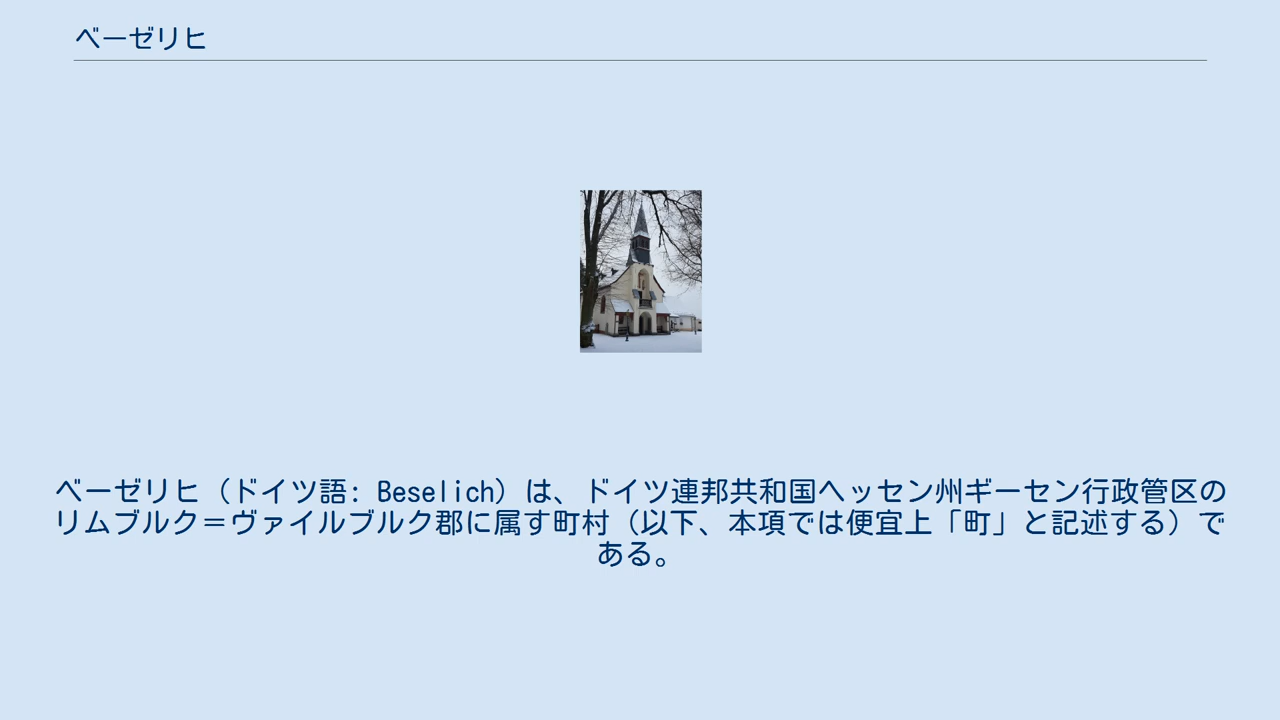 ベーゼリヒ
ベーゼリヒ（ドイツ語: Beselich）は、ドイツ連邦共和国ヘッセン州ギーセン行政管区の
リムブルク＝ヴァイルブルク郡に属す町村（以下、本項では便宜上「町」と記述する）で
ある。